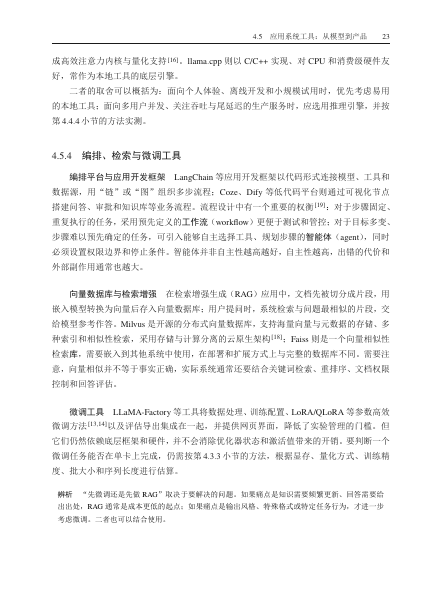 4.5 应用系统工具：从模型到产品 23
成高效注意力内核与量化支持[16]。llama.cpp 则以 C/C++ 实现、对 CPU 和消费级硬件友
好，常作为本地工具的底层引擎。
二者的取舍可以概括为：面向个人体验、离线开发和小规模试用时，优先考虑易用
的本地工具；面向多用户并发、关注吞吐与尾延迟的生产服务时，应选用推理引擎，并按
第 4.4.4 小节的方法实测。
4.5.4 编排、检索与微调工具
编排平台与应用开发框架 LangChain 等应用开发框架以代码形式连接模型、工具和
数据源，用“链”或“图”组织多步流程；Coze、Dify 等低代码平台则通过可视化节点
搭建问答、审批和知识库等业务流程。流程设计中有一个重要的权衡[19]：对于步骤固定、
重复执行的任务，采用预先定义的工作流（workflow）更便于测试和管控；对于目标多变、
步骤难以预先确定的任务，可引入能够自主选择工具、规划步骤的智能体（agent），同时
必须设置权限边界和停止条件。智能体并非自主性越高越好，自主性越高，出错的代价和
外部副作用通常也越大。
向量数据库与检索增强 在检索增强生成（RAG）应用中，文档先被切分成片段，用
嵌入模型转换为向量后存入向量数据库；用户提问时，系统检索与问题最相似的片段，交
给模型参考作答。Milvus 是开源的分布式向量数据库，支持海量向量与元数据的存储、多
种索引和相似性检索，采用存储与计算分离的云原生架构[18]；Faiss 则是一个向量相似性
检索库，需要嵌入到其他系统中使用，在部署和扩展方式上与完整的数据库不同。需要注
意，向量相似并不等于事实正确，实际系统通常还要结合关键词检索、重排序、文档权限
控制和回答评估。
微调工具 LLaMA-Factory 等工具将数据处理、训练配置、LoRA/QLoRA 等参数高效
微调方法[13,14]以及评估导出集成在一起，并提供网页界面，降低了实验管理的门槛。但
它们仍然依赖底层框架和硬件，并不会消除优化器状态和激活值带来的开销。要判断一个
微调任务能否在单卡上完成，仍需按第 4.3.3 小节的方法，根据显存、量化方式、训练精
度、批大小和序列长度进行估算。
辨析 “先微调还是先做 RAG”取决于要解决的问题。如果痛点是知识需要频繁更新、回答需要给
出出处，RAG 通常是成本更低的起点；如果痛点是输出风格、特殊格式或特定任务行为，才进一步
考虑微调。二者也可以结合使用。